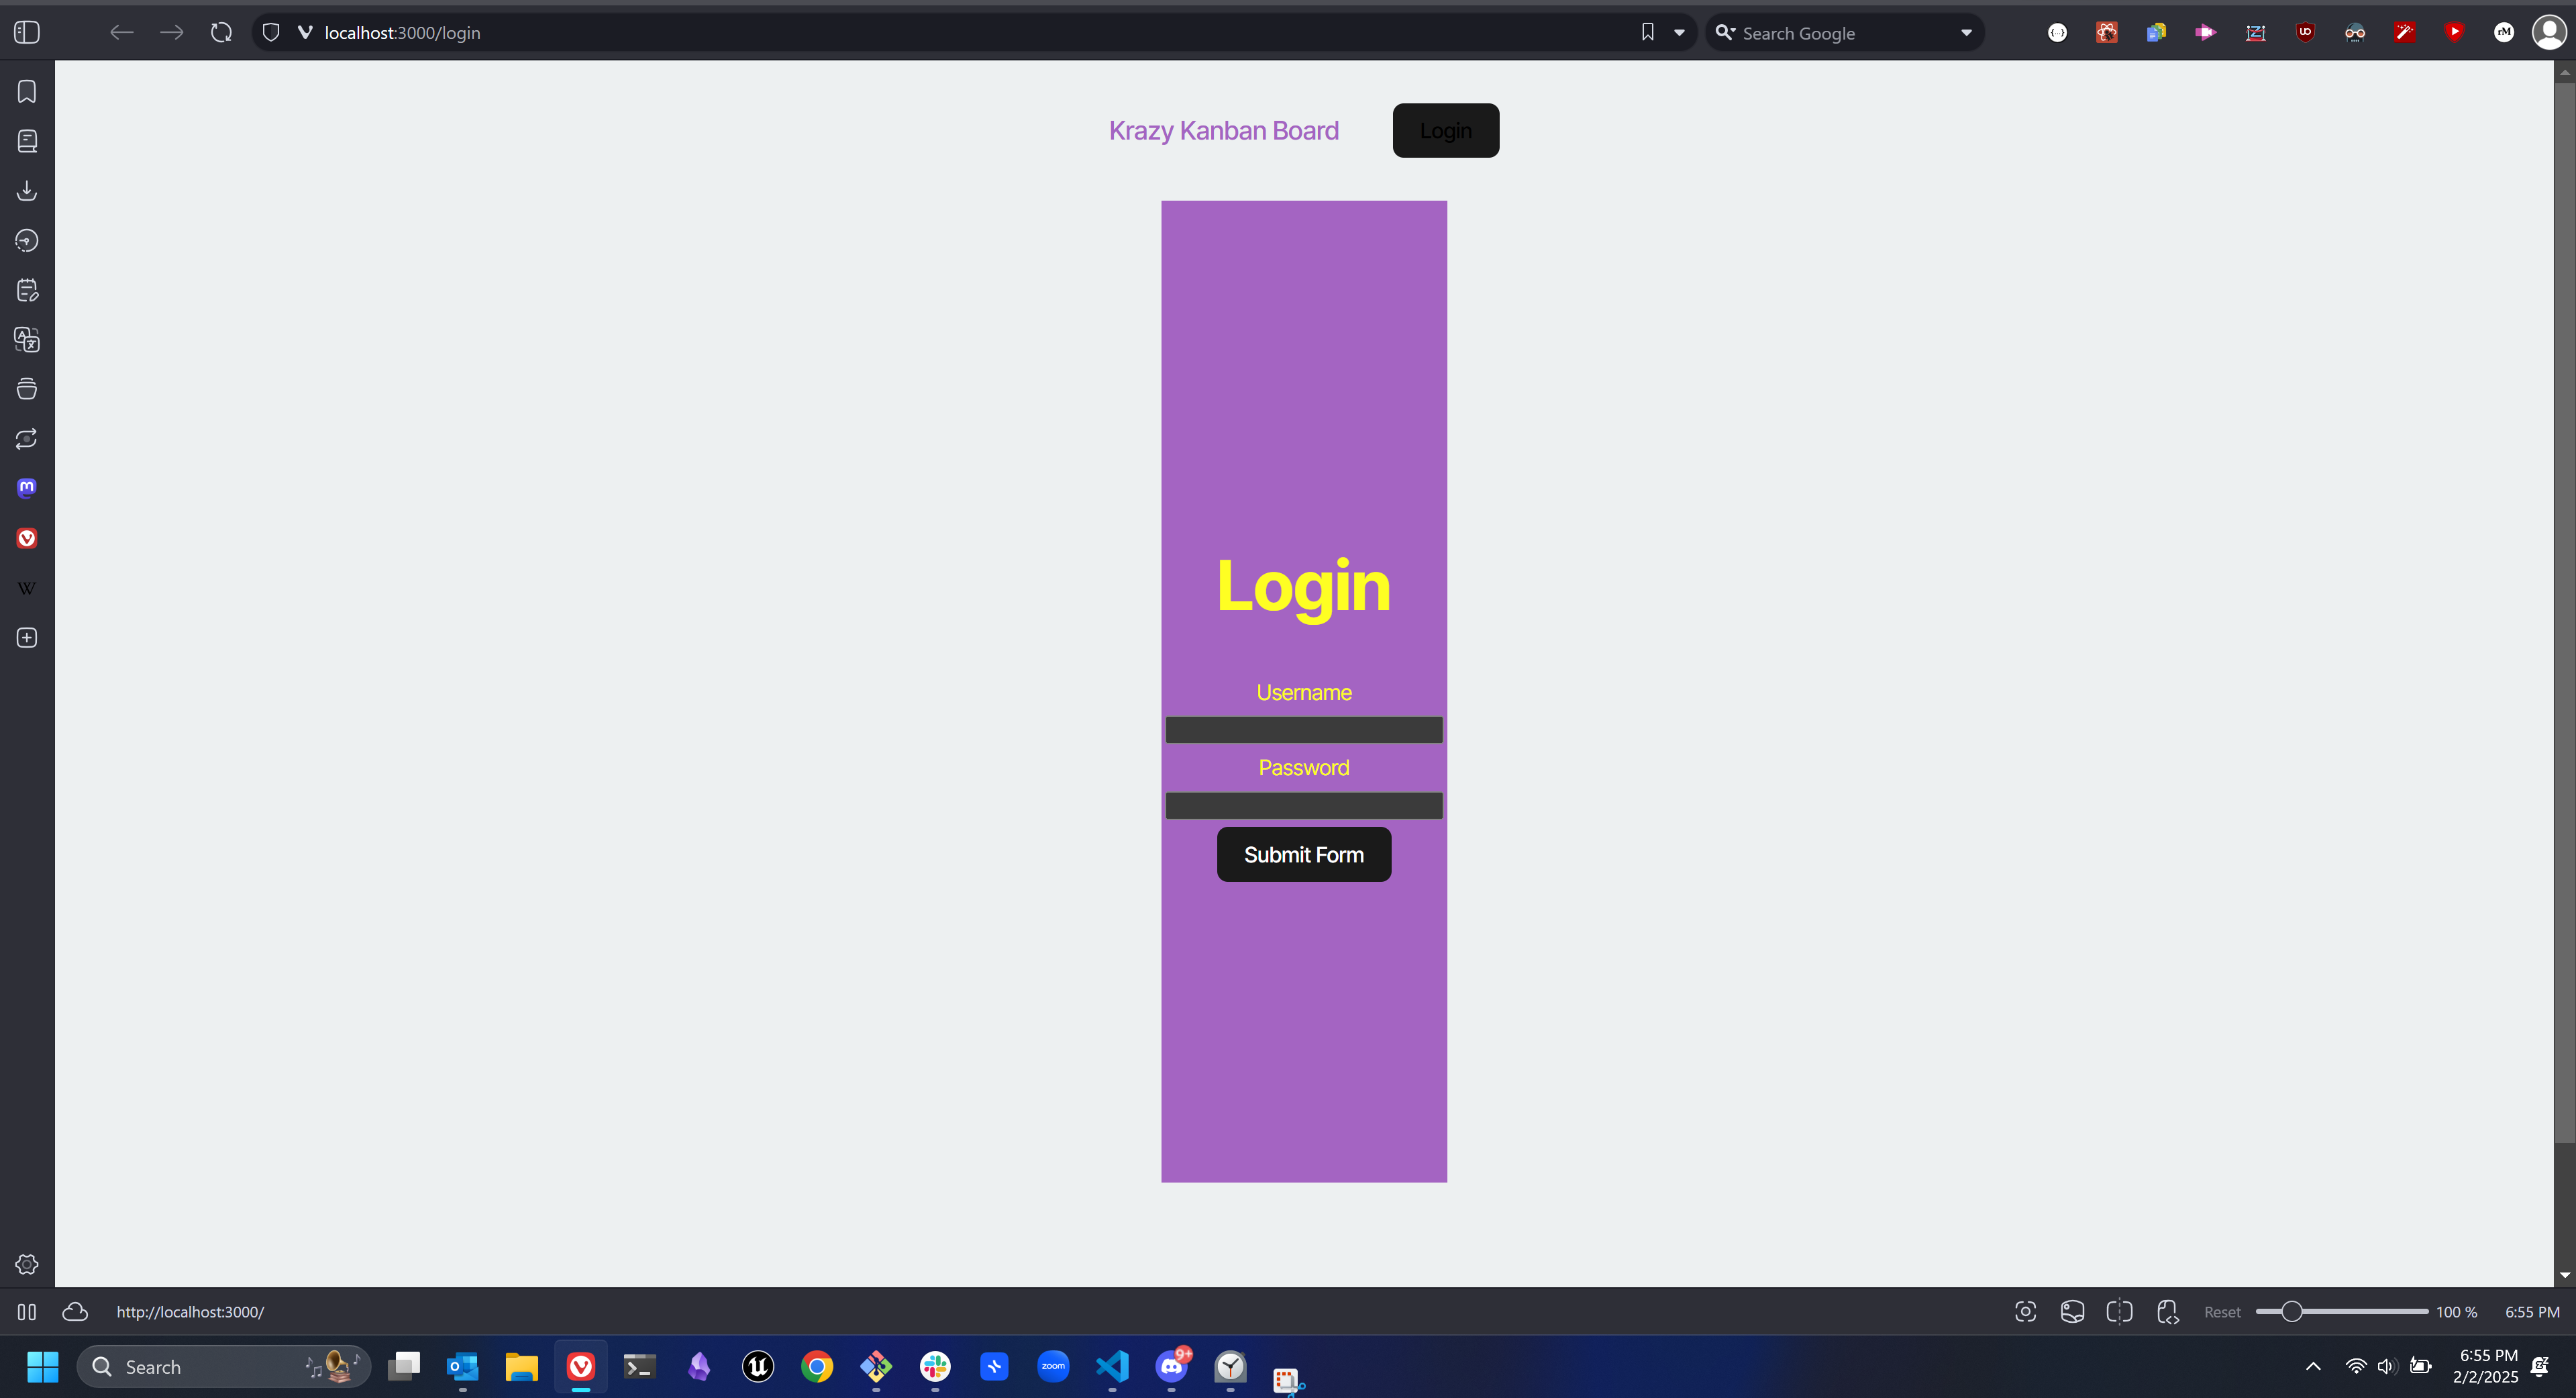 localhost:3000/login
Search Google
Krazy Kanban Board
Login
Login
Username
Password
Submit Form
http://localhost:3000/
Reset
100 %
6:55 PM
Search
zoom
9+
6:55 PM
2/2/2025